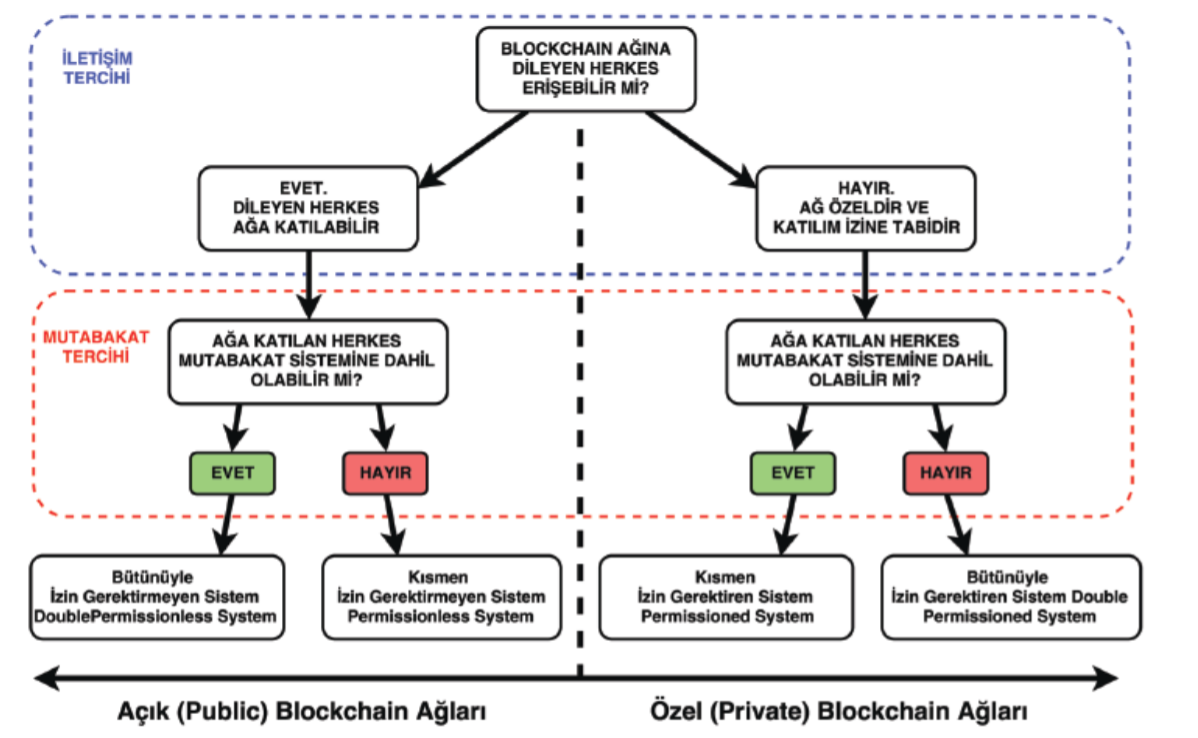 İLETİŞİM
TERCİHİ
BLOCKCHAIN AĞINA
DİLEYEN HERKES
ERİŞEBİLİR Mİ?
EVET.
DİLEYEN HERKES
AĞA KATILABİLİR
HAYIR.
AĞ ÖZELDİR VE
KATILIM İZİNE TABİDİR
MUTABAKAT
TERCİHİ
AĞA KATILAN HERKES
MUTABAKAT SİSTEMİNE DAHİL
OLABİLİR Mİ?
AĞA KATILAN HERKES
MUTABAKAT SİSTEMİNE DAHİL
OLABİLİR Mİ?
EVET
HAYIR
EVET
HAYIR
Bütünüyle
İzin Gerektirmeyen Sistem
DoublePermissionless System
Kısmen
İzin Gerektirmeyen Sistem
Permissionless System
Kısmen
İzin Gerektiren Sistem
Permissioned System
Bütünüyle
İzin Gerektiren Sistem Double
Permissioned System
Açık (Public) Blockchain Ağları
Özel (Private) Blockchain Ağları